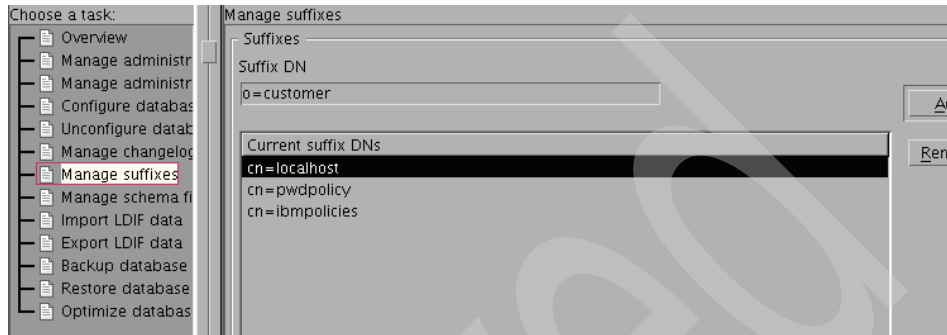 Choose a task:
Overview
Manage administr
Manage administr
Configure databas
Unconfigure datab
Manage changelog
Manage suffixes
Manage schema fi
Import LDIF data
Export LDIF data
Backup database
Restore database
Optimize databas
Manage suffixes
Suffixes
Suffix DN
o=customer
Current suffix DNs
cn=localhost
cn=pwdpolicy
cn=ibmpolicies
Rem